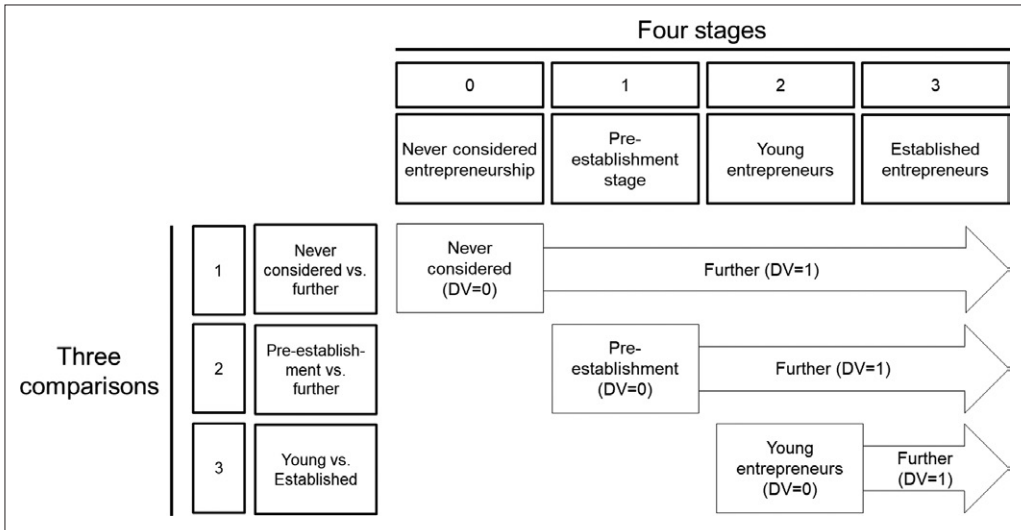 Four stages
0
1
2
3
Never considered
entrepreneurship
Pre-
establishment
stage
Young
entrepreneurs
Established
entrepreneurs
Three
comparisons
1
Never
considered vs.
further
Never
considered
(DV=0)
Further (DV=1)
2
Pre-establish-
ment vs.
further
Pre-
establishment
(DV=0)
Further (DV=1)
3
Young vs.
Established
Young
entrepreneurs
(DV=0)
Further
(DV=1)